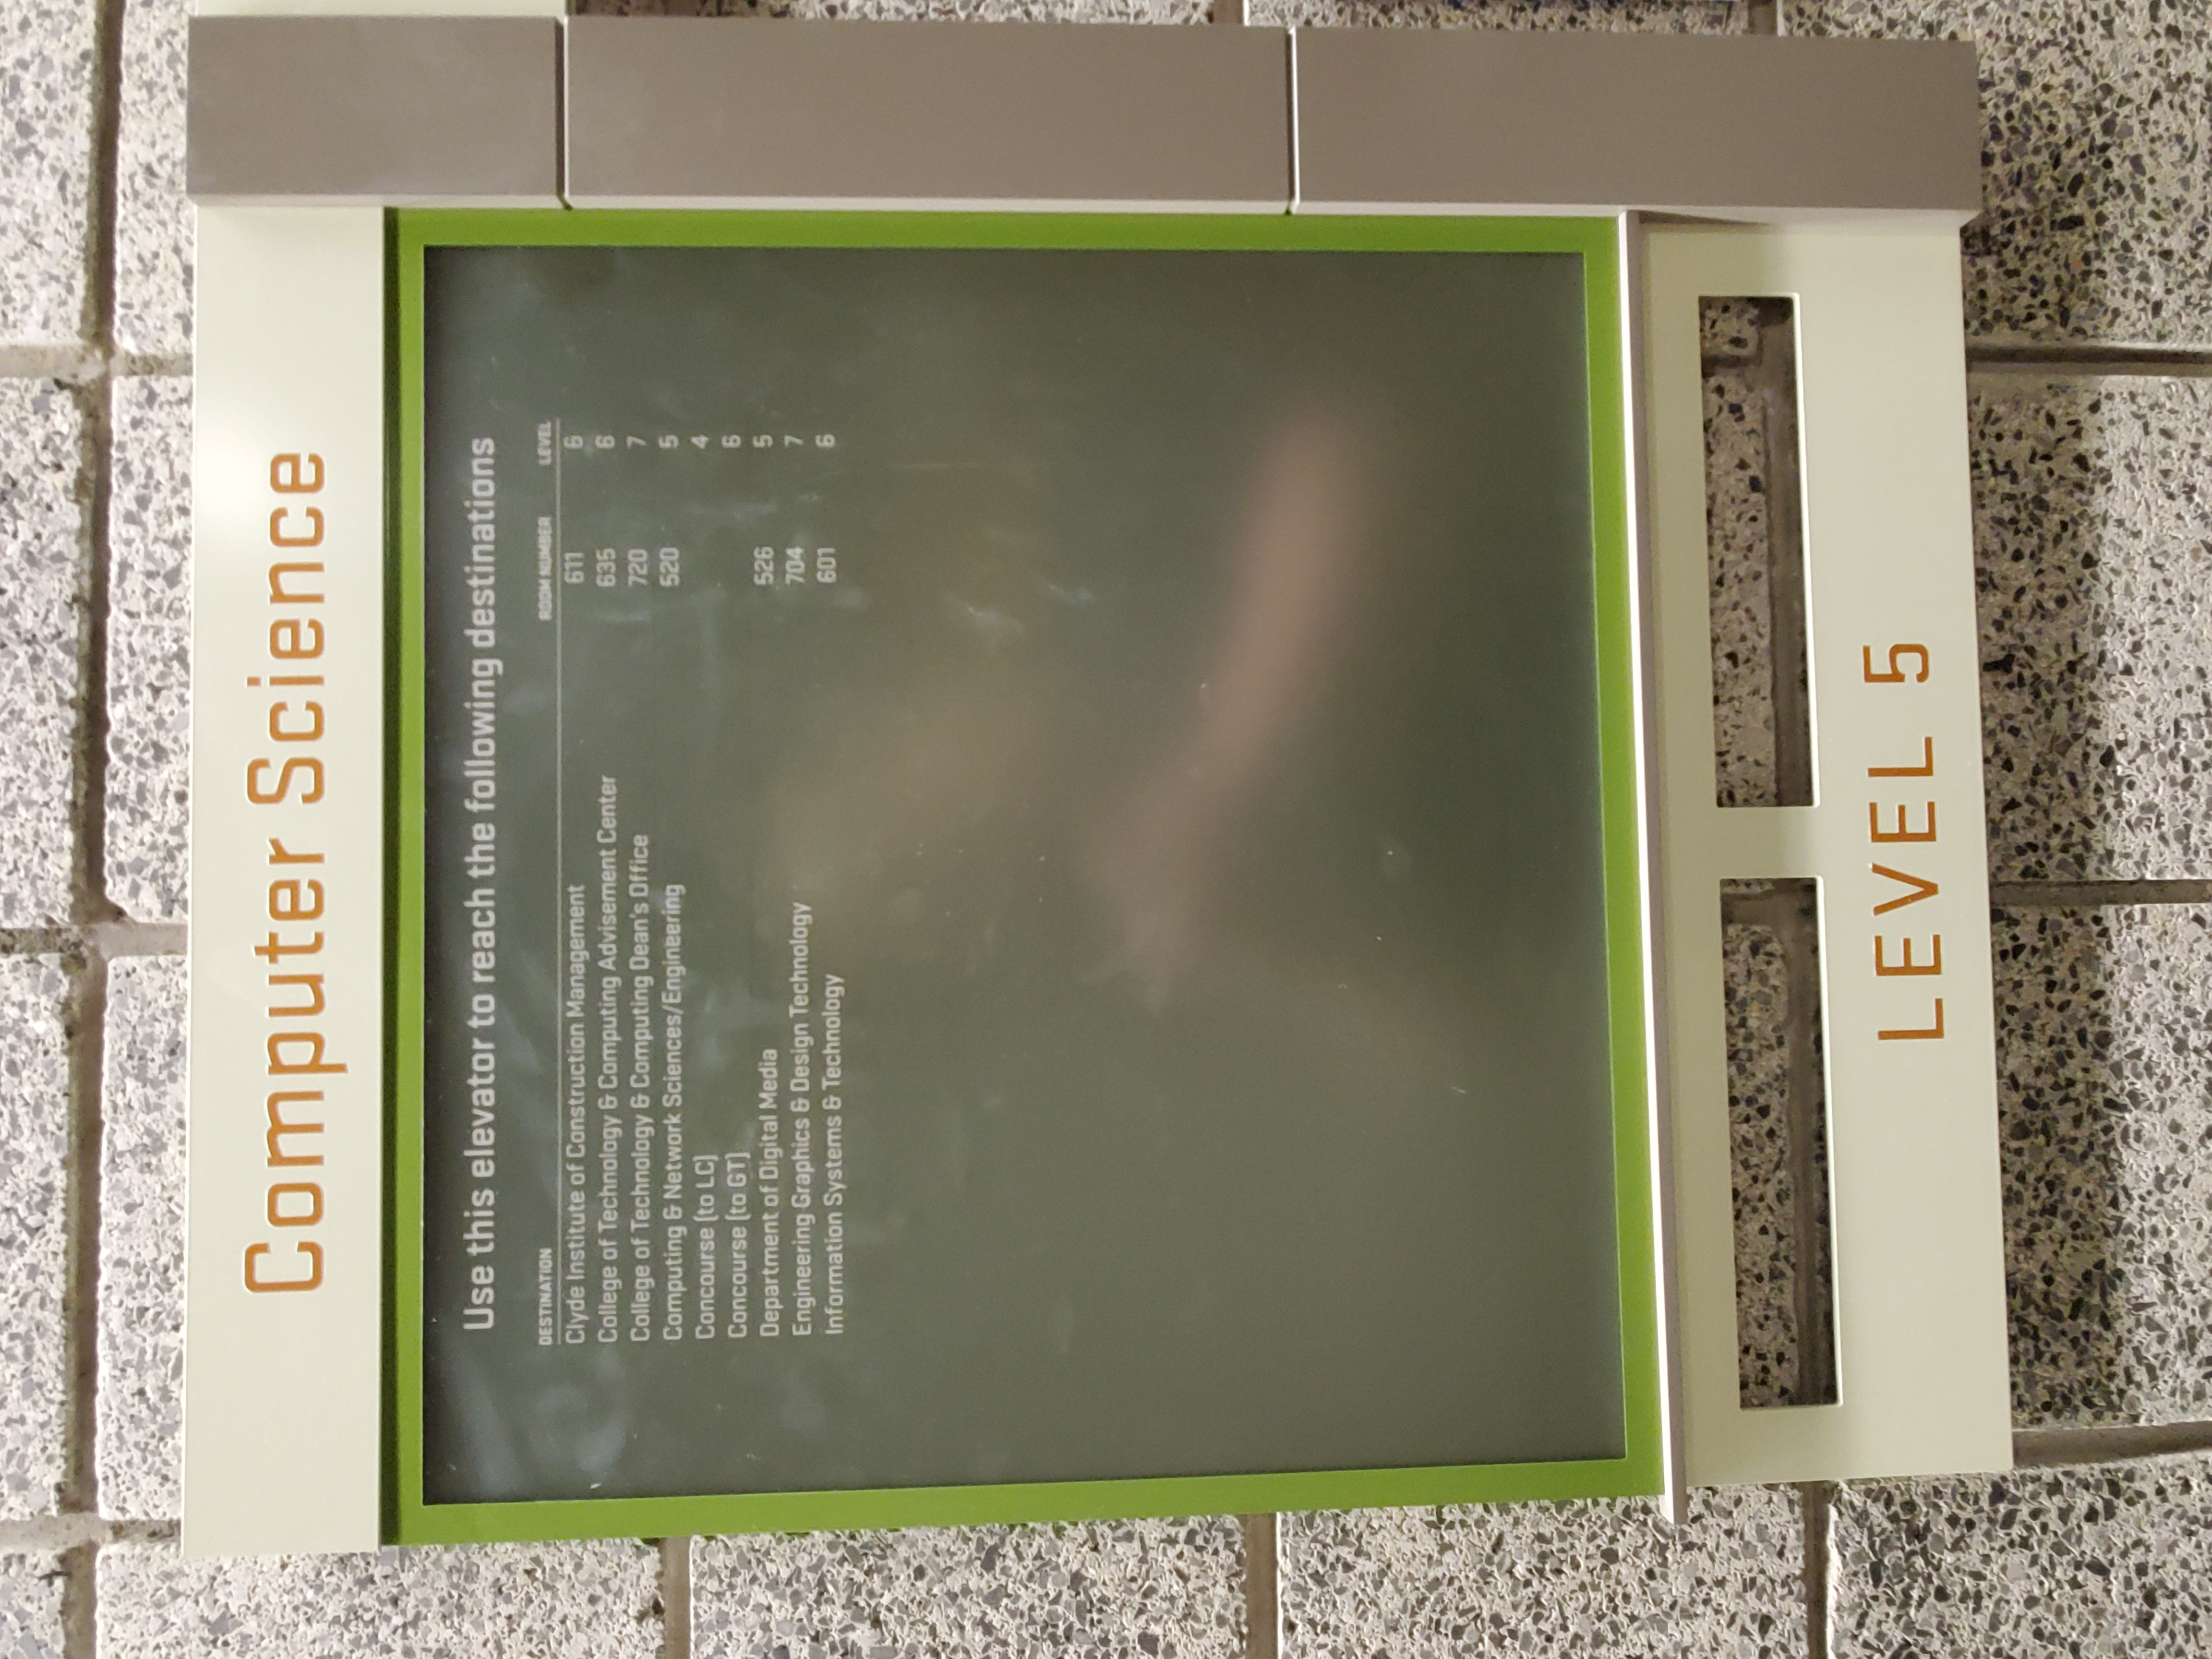 Computer Science
Use this elevator to reach the following destinations
DESTINATION ROOM NUMBER LEVEL
Clyde Institute of Construction Management 611 6
College of Technology & Computing Advisement Center 635 6
College of Technology & Computing Dean's Office 720 7
Computing & Network Sciences/Engineering 520 5
Concourse (to LC) 4
Concourse (to GT) 6
Department of Digital Media 526 5
Engineering Graphics & Design Technology 704 7
Information Systems & Technology 601 6
LEVEL 5